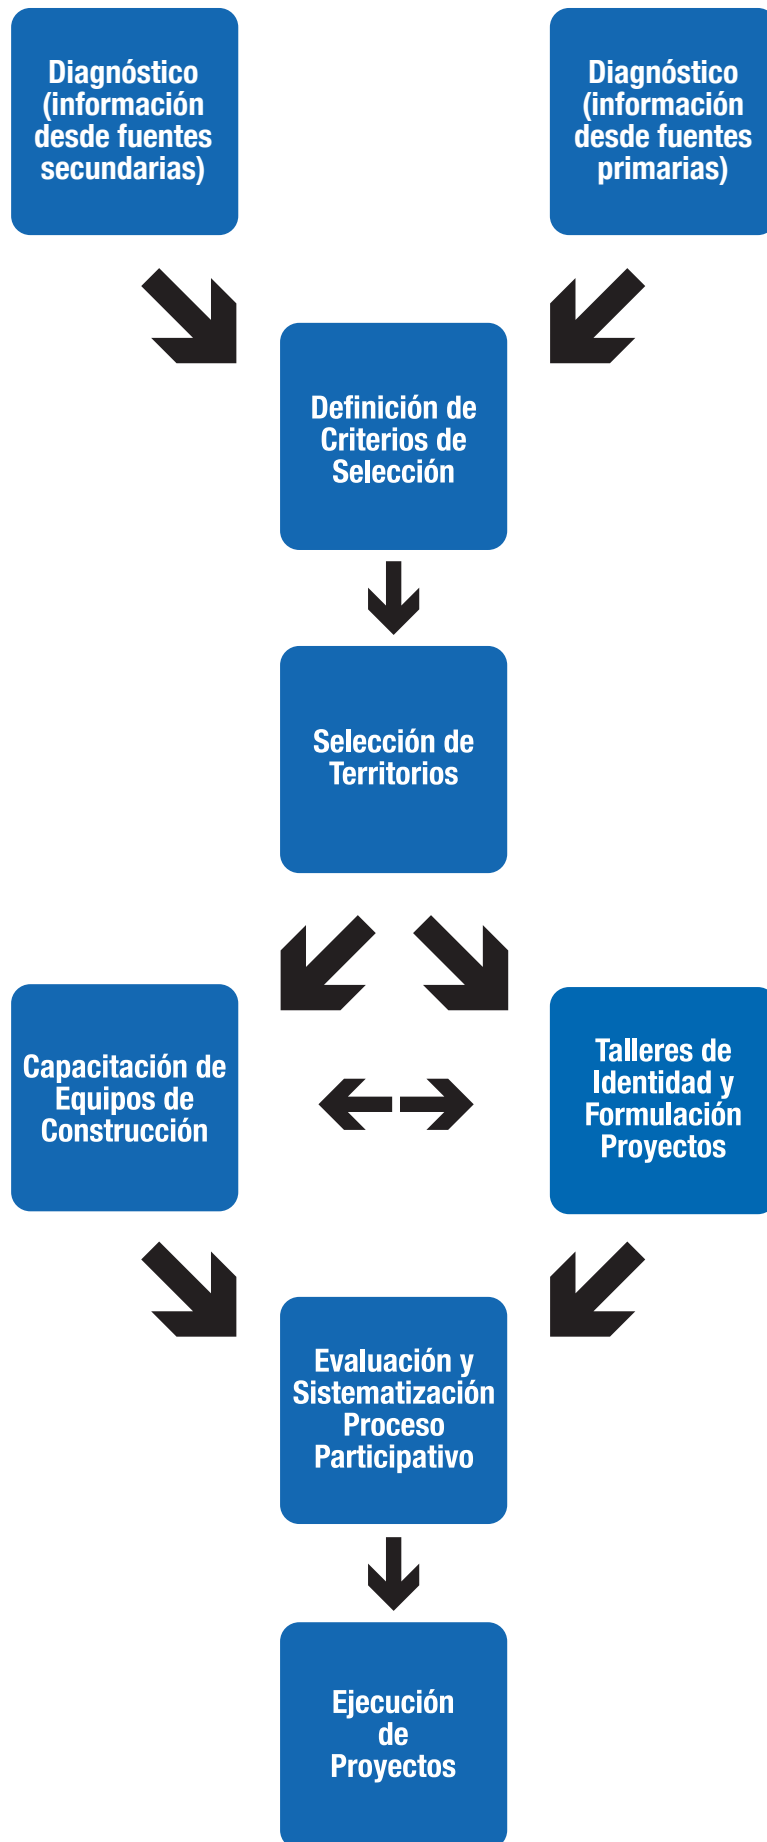 Diagnóstico
(información
desde fuentes
secundarias)
Diagnóstico
(información
desde fuentes
primarias)
Definición de
Criterios de
Selección
Selección de
Territorios
Capacitación de
Equipos de
Construcción
Talleres de
Identidad y
Formulación
Proyectos
Evaluación y
Sistematización
Proceso
Participativo
Ejecución
de
Proyectos